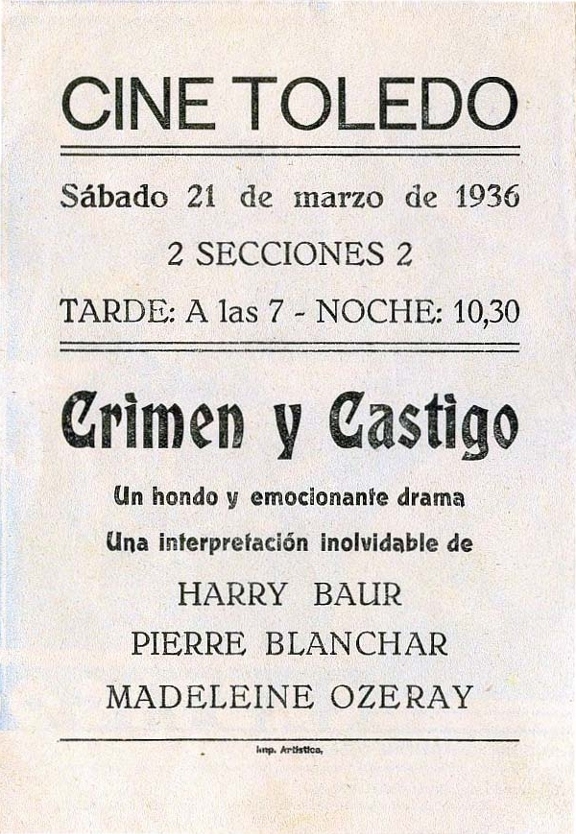 CINE TOLEDO
Sábado 21 de marzo de 1936
2 SECCIONES 2
TARDE: A las 7 - NOCHE: 10,30
Crimen y Castigo
Un hondo y emocionante drama
Una interpretación inolvidable de
HARRY BAUR
PIERRE BLANCHAR
MADELEINE OZERAY
Imp. Artística,